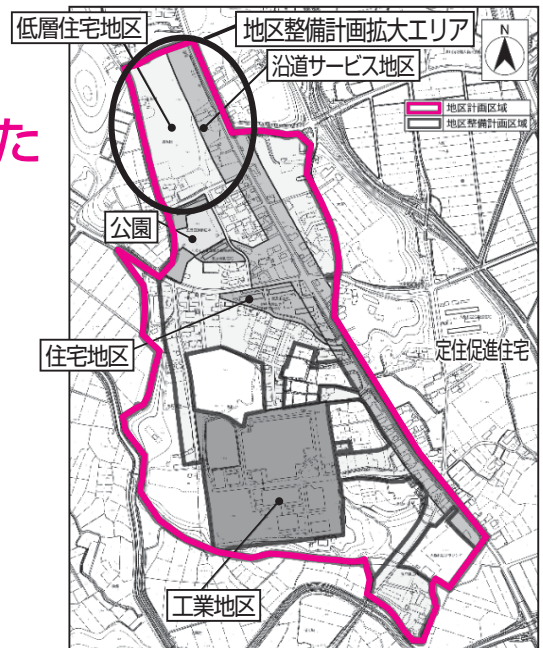 低層住宅地区
地区整備計画拡大エリア
沿道サービス地区
N
た
地区計画区域
地区整備計画区域
公園
住宅地区
定住促進住宅
工業地区